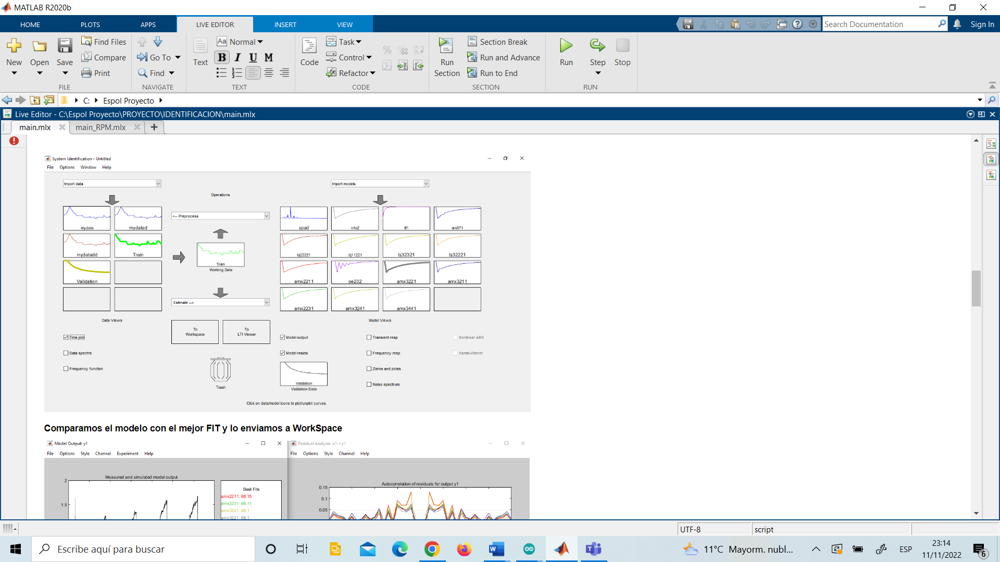 MATLAB R2020b
HOME PLOTS APPS LIVE EDITOR INSERT VIEW Search Documentation Sign In
Find Files Normal Task Section Break
New Open Save Compare Go To Text B I U M Code Control Run Section Run and Advance Run Step Stop
Print Find Refactor Run to End
FILE NAVIGATE TEXT CODE SECTION RUN
C: Espol Proyecto
Live Editor - C:\Espol Proyecto\PROYECTO\IDENTIFICACION\main.mlx
main.mlx main_RPM.mlx
System Identification - Untitled
File Options Window Help
Import data Import models
Operations
<--- Preprocess
mydata mydatad spad n4s2 tf1 arx871
mydatadd Train bj22221 bj11221 bj32321 bj32221
Train
Working Data
Validation amx2211 oe232 amx3221 amx3211
Estimate -->
amx2231 amx3241 amx3441
Data Views Model Views
To Workspace To LTI Viewer
Time plot Model output Transient resp Nonlinear ARX
Data spectra Model resids Frequency resp Hamm-Wiener
Frequency function Zeros and poles
Validation
Validation Data
Trash Noise spectrum
Click on data/model icons to plot/unplot curves.
Comparamos el modelo con el mejor FIT y lo enviamos a WorkSpace
Model Output: y1 Residual Analysis: u1->y1
File Options Style Channel Experiment Help File Options Style Channel Help
Measured and simulated model output
2
1.5
Best Fits
amx2211: 68.15
amx2231: 68.11
amx3241: 68.1
amx3221: 68.1
Autocorrelation of residuals for output y1
0.15
0.1
0.05
UTF-8 script
Escribe aquí para buscar 11°C Mayorm. nubl... ESP 23:14
11/11/2022 6